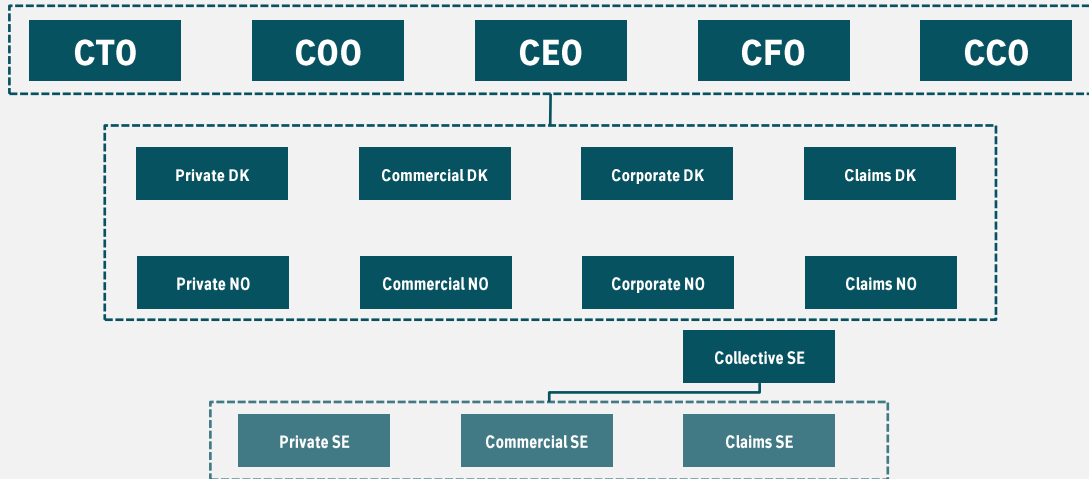 CTO
COO
CEO
CFO
CCO
Private DK
Commercial DK
Corporate DK
Claims DK
Private NO
Commercial NO
Corporate NO
Claims NO
Collective SE
Private SE
Commercial SE
Claims SE